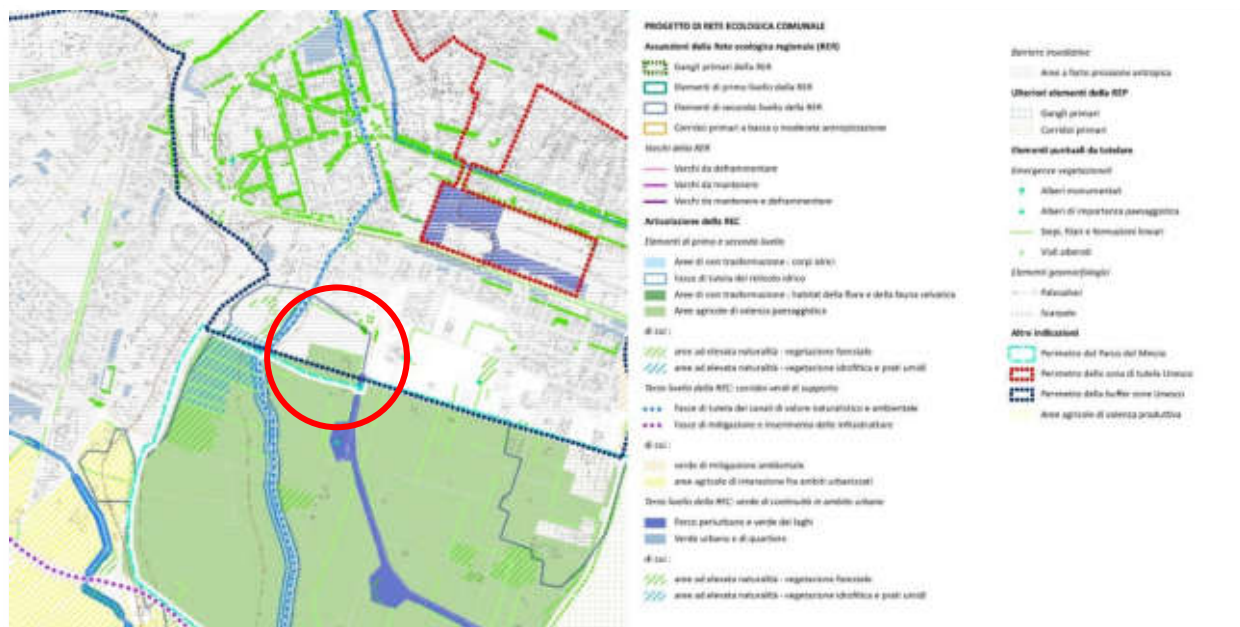 PROGETTO DI RETE ECOLOGICA COMUNALE
Assunzioni della Rete ecologica regionale (RER)
Gangli primari della RER
Elementi di primo livello della RER
Elementi di secondo livello della RER
Corridoi primari a bassa o moderata antropizzazione
Varchi della RER
Varchi da deframmentare
Varchi da mantenere
Varchi da mantenere e deframmentare
Articolazione della REC
Elementi di primo e secondo livello
Aree di non trasformazione - corpi idrici
Fasce di tutela del reticolo idrico
Aree di non trasformazione - habitat della flora e della fauna selvatica
Aree agricole di valenza paesaggistica
di cui:
aree ad elevata naturalità - vegetazione forestale
aree ad elevata naturalità - vegetazione idrofitica e prati umidi
Terzo livello della REC: corridoi verdi di supporto
Fasce di tutela dei canali di valore naturalistico e ambientale
Fasce di mitigazione e inserimento delle infrastrutture
di cui:
verde di mitigazione ambientale
aree agricole di interazione fra ambiti urbanizzati
Terzo livello della REC: verde di continuità in ambito urbano
Parco periurbano e verde dei laghi
Verde urbano e di quartiere
di cui:
aree ad elevata naturalità - vegetazione forestale
aree ad elevata naturalità - vegetazione idrofitica e prati umidi
Barriere insediative
Aree a forte pressione antropica
Ulteriori elementi della REP
Gangli primari
Corridoi primari
Elementi puntuali da tutelare
Emergenze vegetazionali
Alberi monumentali
Alberi di importanza paesaggistica
Siepi, filari e formazioni lineari
Viali alberati
Elementi geomorfologici
Paleoalvei
Scarpate
Altre indicazioni
Perimetro del Parco del Mincio
Perimetro della zona di tutela Unesco
Perimetro della buffer zone Unesco
Aree agricole di valenza produttiva